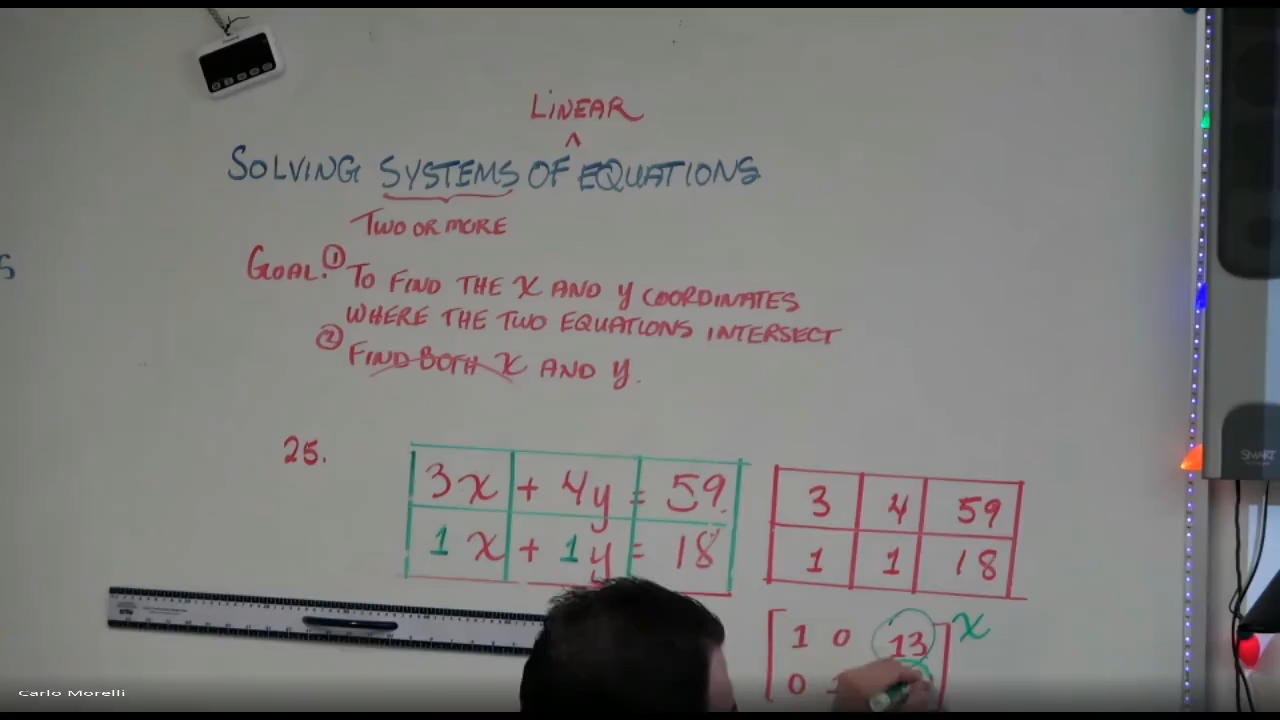 LINEAR
^
SOLVING SYSTEMS OF EQUATIONS
TWO OR MORE
GOAL: ① TO FIND THE X AND Y COORDINATES
WHERE THE TWO EQUATIONS INTERSECT
② FIND BOTH X AND Y.
25.
3x + 4y = 59
1x + 1y = 18
3 4 59
1 1 18
1 0 13 x
0
SMART
Carlo Morelli